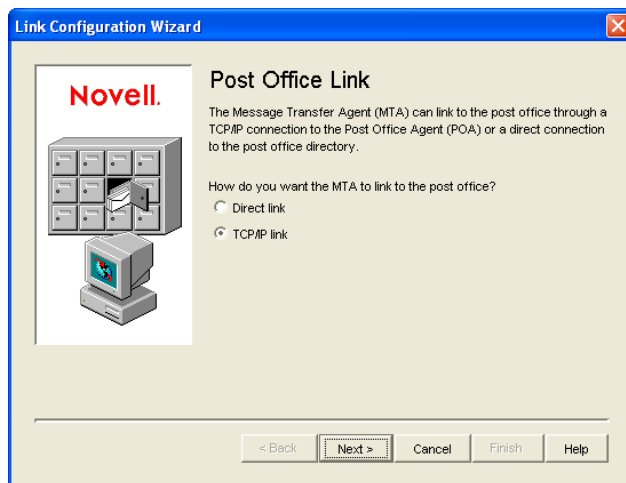 Link Configuration Wizard
Novell.
Post Office Link
The Message Transfer Agent (MTA) can link to the post office through a
TCP/IP connection to the Post Office Agent (POA) or a direct connection
to the post office directory.
How do you want the MTA to link to the post office?
Direct link
TCP/IP link
< Back Next > Cancel Finish Help